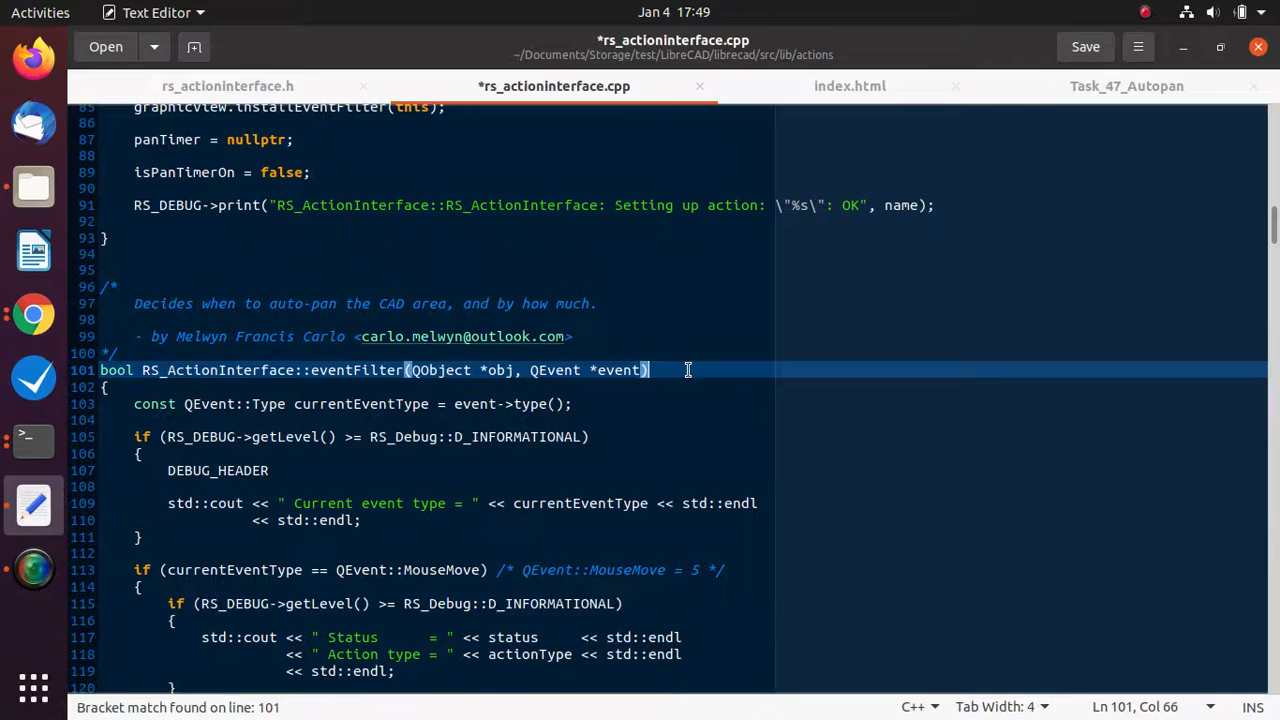 Activities Text Editor Jan 4 17:49
Open *rs_actioninterface.cpp Save
~/Documents/Storage/test/LibreCAD/librecad/src/lib/actions
rs_actioninterface.h *rs_actioninterface.cpp index.html Task_47_Autopan
85 graphicView.installEventFilter(this);
86
87 panTimer = nullptr;
88
89 isPanTimerOn = false;
90
91 RS_DEBUG->print("RS_ActionInterface::RS_ActionInterface: Setting up action: \"%s\": OK", name);
92
93 }
94
95
96 /*
97 Decides when to auto-pan the CAD area, and by how much.
98
99 - by Melwyn Francis Carlo <carlo.melwyn@outlook.com>
100 */
101 bool RS_ActionInterface::eventFilter(QObject *obj, QEvent *event)
102 {
103 const QEvent::Type currentEventType = event->type();
104
105 if (RS_DEBUG->getLevel() >= RS_Debug::D_INFORMATIONAL)
106 {
107 DEBUG_HEADER
108
109 std::cout << " Current event type = " << currentEventType << std::endl
110 << std::endl;
111 }
112
113 if (currentEventType == QEvent::MouseMove) /* QEvent::MouseMove = 5 */
114 {
115 if (RS_DEBUG->getLevel() >= RS_Debug::D_INFORMATIONAL)
116 {
117 std::cout << " Status      = " << status     << std::endl
118 << " Action type = " << actionType << std::endl
119 << std::endl;
120 }
Bracket match found on line: 101 C++ Tab Width: 4 Ln 101, Col 66 INS